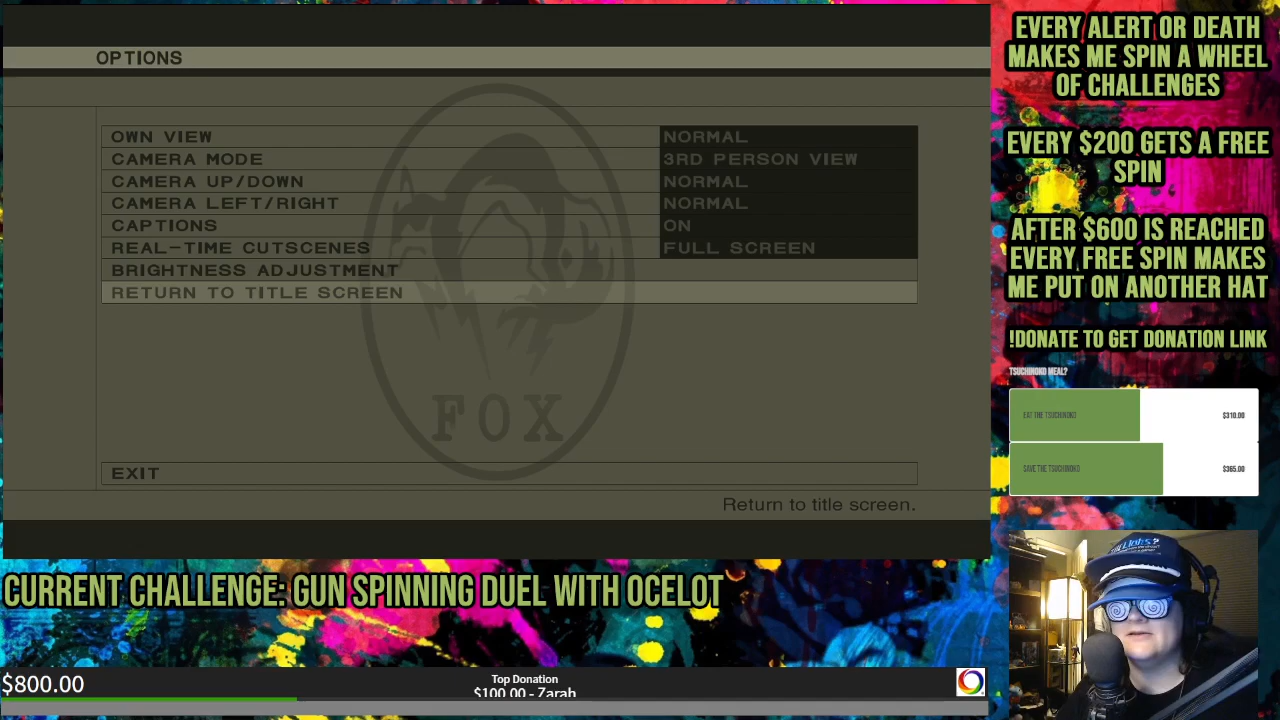 OPTIONS
OWN VIEW NORMAL
CAMERA MODE 3RD PERSON VIEW
CAMERA UP/DOWN NORMAL
CAMERA LEFT/RIGHT NORMAL
CAPTIONS ON
REAL-TIME CUTSCENES FULL SCREEN
BRIGHTNESS ADJUSTMENT
RETURN TO TITLE SCREEN
FOX
EXIT
Return to title screen.
EVERY ALERT OR DEATH
MAKES ME SPIN A WHEEL
OF CHALLENGES
EVERY $200 GETS A FREE
SPIN
AFTER $600 IS REACHED
EVERY FREE SPIN MAKES
ME PUT ON ANOTHER HAT
!DONATE TO GET DONATION LINK
TSUCHINOKO MEAL?
EAT THE TSUCHINOKO $310.00
SAVE THE TSUCHINOKO $365.00
CURRENT CHALLENGE: GUN SPINNING DUEL WITH OCELOT
$800.00
Top Donation
$100.00 - Zarah